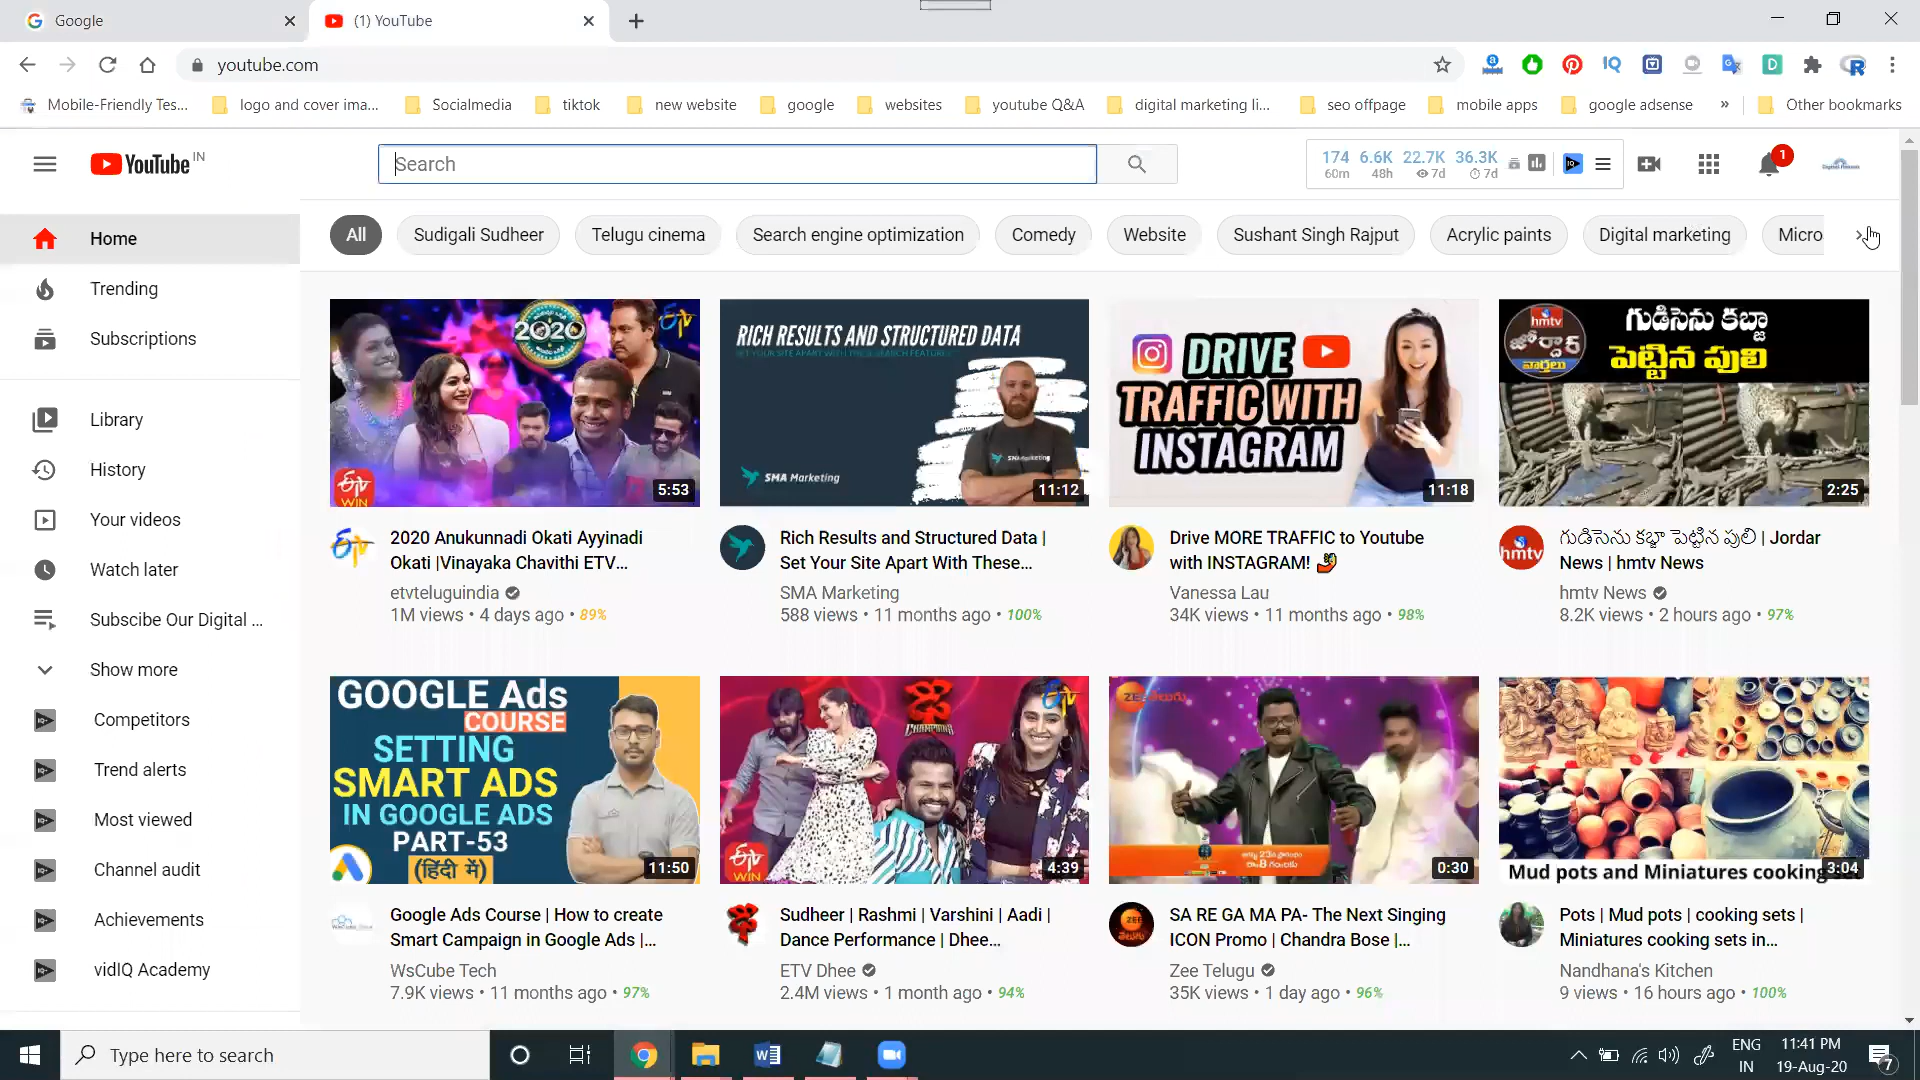 Google
(1) YouTube
youtube.com
Mobile-Friendly Tes...
logo and cover ima...
Socialmedia
tiktok
new website
google
websites
youtube Q&A
digital marketing li...
seo offpage
mobile apps
google adsense
»
Other bookmarks
YouTube IN
Search
174 6.6K 22.7K 36.3K
60m 48h 7d 7d
1
All
Sudigali Sudheer
Telugu cinema
Search engine optimization
Comedy
Website
Sushant Singh Rajput
Acrylic paints
Digital marketing
Micro
Home
Trending
Subscriptions
Library
History
Your videos
Watch later
Subscibe Our Digital ...
Show more
Competitors
Trend alerts
Most viewed
Channel audit
Achievements
vidIQ Academy
2020
WIN
5:53
2020 Anukunnadi Okati Ayyinadi
Okati |Vinayaka Chavithi ETV...
etvteluguindia
1M views • 4 days ago • 89%
RICH RESULTS AND STRUCTURED DATA
SMA Marketing
11:12
Rich Results and Structured Data |
Set Your Site Apart With These...
SMA Marketing
588 views • 11 months ago • 100%
DRIVE
TRAFFIC WITH
INSTAGRAM
11:18
Drive MORE TRAFFIC to Youtube
with INSTAGRAM!
Vanessa Lau
34K views • 11 months ago • 98%
hmtv
జోర్దార్
వార్తలు
గుడిసెను కబ్జా
పెట్టిన పులి
2:25
గుడిసెను కబ్జా పెట్టిన పులి | Jordar
News | hmtv News
hmtv News
8.2K views • 2 hours ago • 97%
GOOGLE Ads
COURSE
SETTING
SMART ADS
IN GOOGLE ADS
PART-53
(हिंदी में)
11:50
Google Ads Course | How to create
Smart Campaign in Google Ads |...
WsCube Tech
7.9K views • 11 months ago • 97%
CHAMPIONS
WIN
4:39
Sudheer | Rashmi | Varshini | Aadi |
Dance Performance | Dhee...
ETV Dhee
2.4M views • 1 month ago • 94%
ZEE తెలుగు
0:30
SA RE GA MA PA- The Next Singing
ICON Promo | Chandra Bose |...
Zee Telugu
35K views • 1 day ago • 96%
Mud pots and Miniatures cooking
3:04
Pots | Mud pots | cooking sets |
Miniatures cooking sets in...
Nandhana's Kitchen
9 views • 16 hours ago • 100%
Type here to search
ENG
IN
11:41 PM
19-Aug-20
7